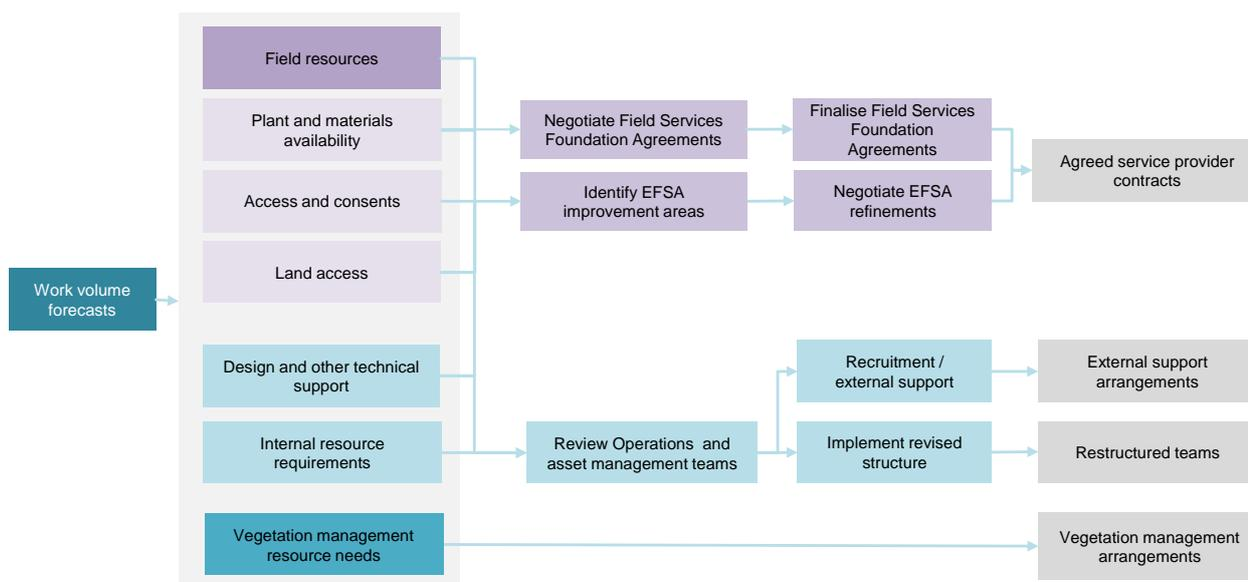 Work volume
forecasts
Field resources
Plant and materials
availability
Access and consents
Land access
Design and other technical
support
Internal resource
requirements
Vegetation management
resource needs
Negotiate Field Services
Foundation Agreements
Identify EFSA
improvement areas
Review Operations and
asset management teams
Finalise Field Services
Foundation
Agreements
Negotiate EFSA
refinements
Recruitment /
external support
Implement revised
structure
Agreed service provider
contracts
External support
arrangements
Restructured teams
Vegetation management
arrangements